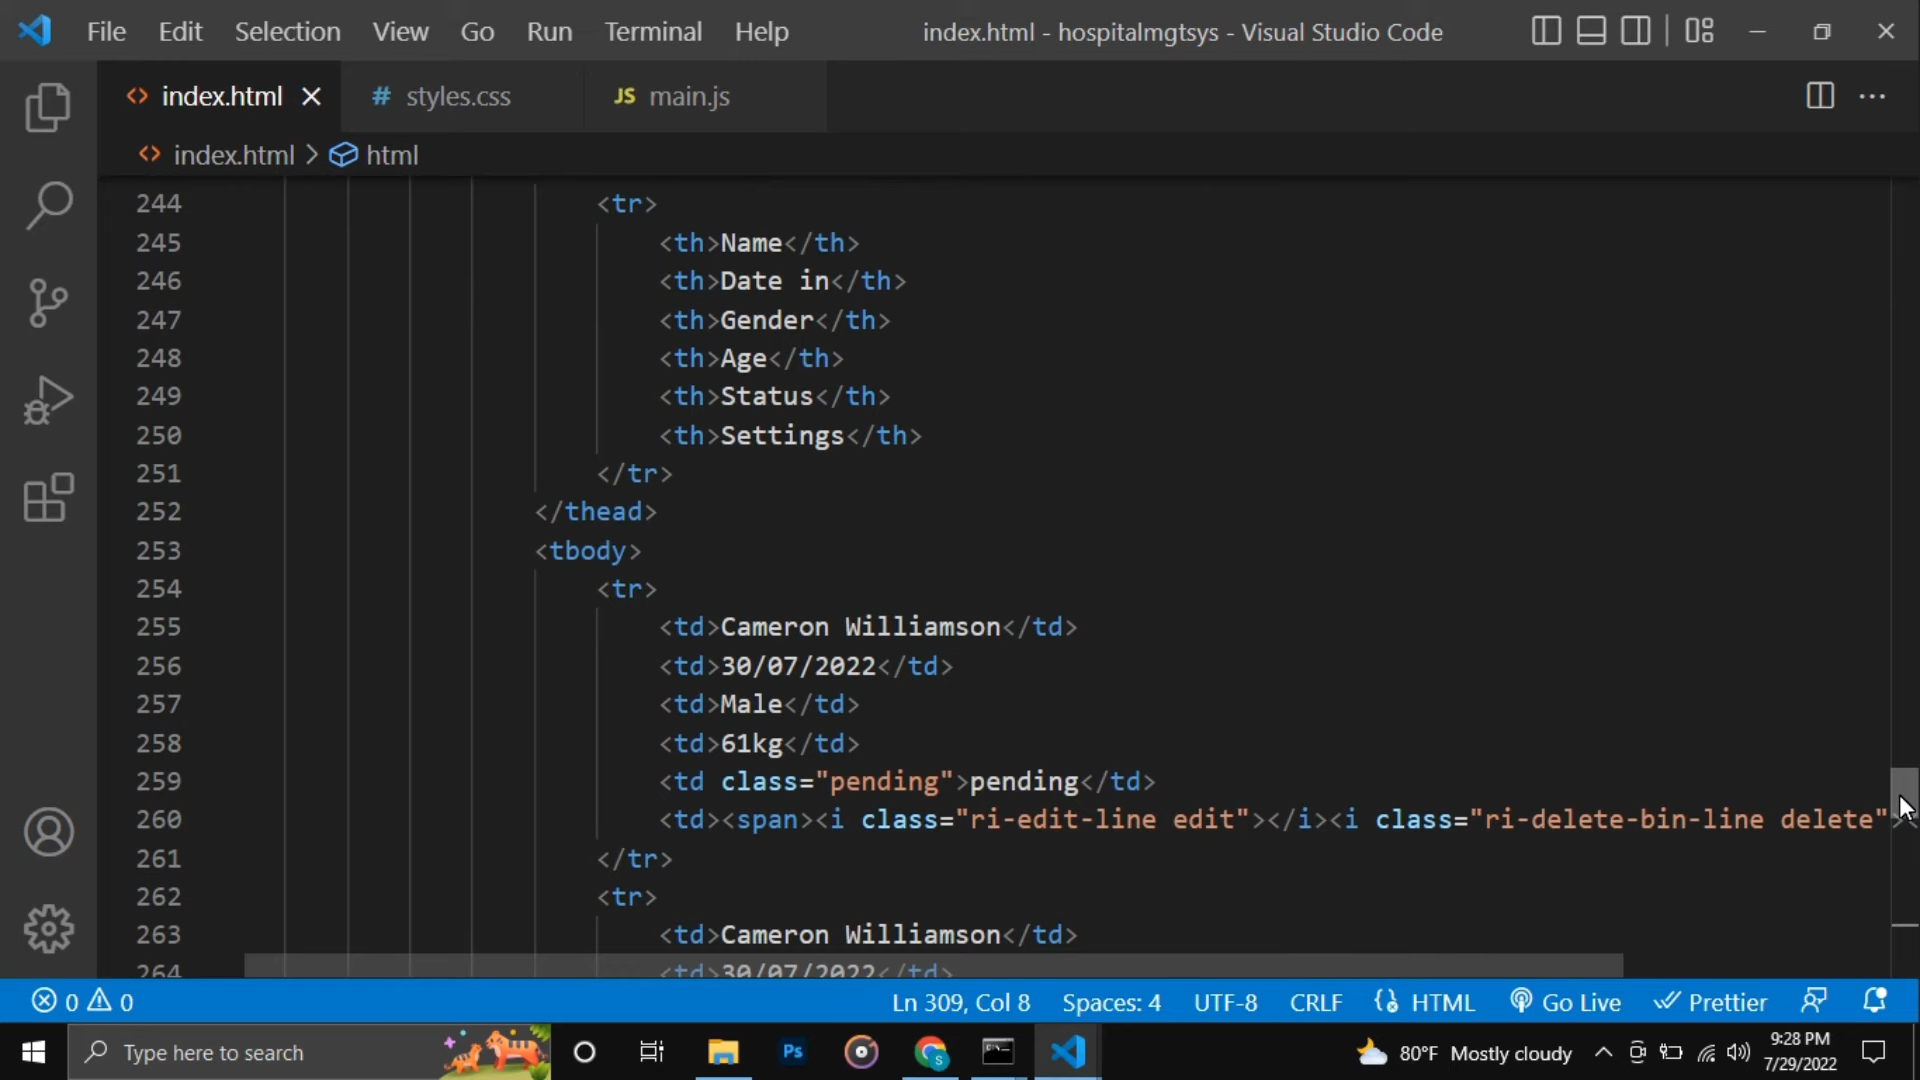 File Edit Selection View Go Run Terminal Help index.html - hospitalmgtsys - Visual Studio Code
index.html # styles.css JS main.js
index.html > html
244 <tr>
245 <th>Name</th>
246 <th>Date in</th>
247 <th>Gender</th>
248 <th>Age</th>
249 <th>Status</th>
250 <th>Settings</th>
251 </tr>
252 </thead>
253 <tbody>
254 <tr>
255 <td>Cameron Williamson</td>
256 <td>30/07/2022</td>
257 <td>Male</td>
258 <td>61kg</td>
259 <td class="pending">pending</td>
260 <td><span><i class="ri-edit-line edit"></i><i class="ri-delete-bin-line delete"><
261 </tr>
262 <tr>
263 <td>Cameron Williamson</td>
264 <td>30/07/2022</td>
0 0 Ln 309, Col 8 Spaces: 4 UTF-8 CRLF HTML Go Live Prettier
Type here to search Ps 80°F Mostly cloudy 9:28 PM
7/29/2022